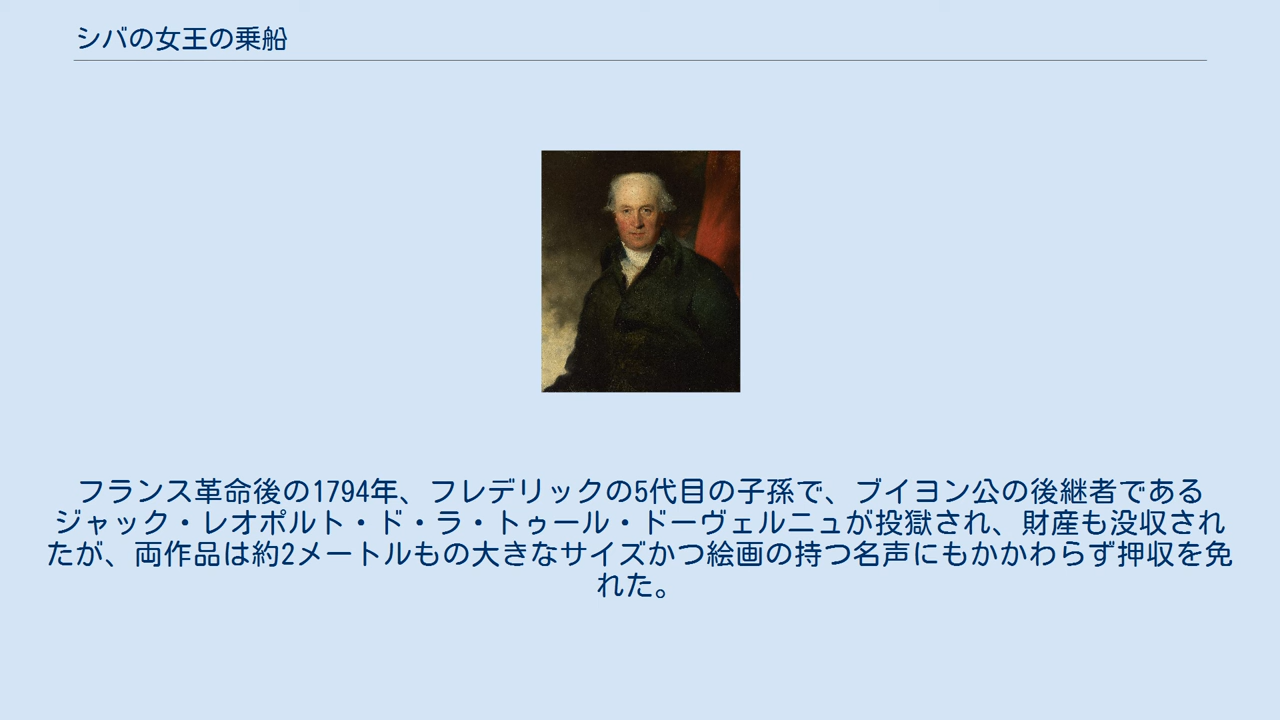 シバの女王の乗船
フランス革命後の1794年、フレデリックの5代目の子孫で、ブイヨン公の後継者である
ジャック・レオポルト・ド・ラ・トゥール・ドーヴェルニュが投獄され、財産も没収され
たが、両作品は約2メートルもの大きなサイズかつ絵画の持つ名声にもかかわらず押収を免
れた。